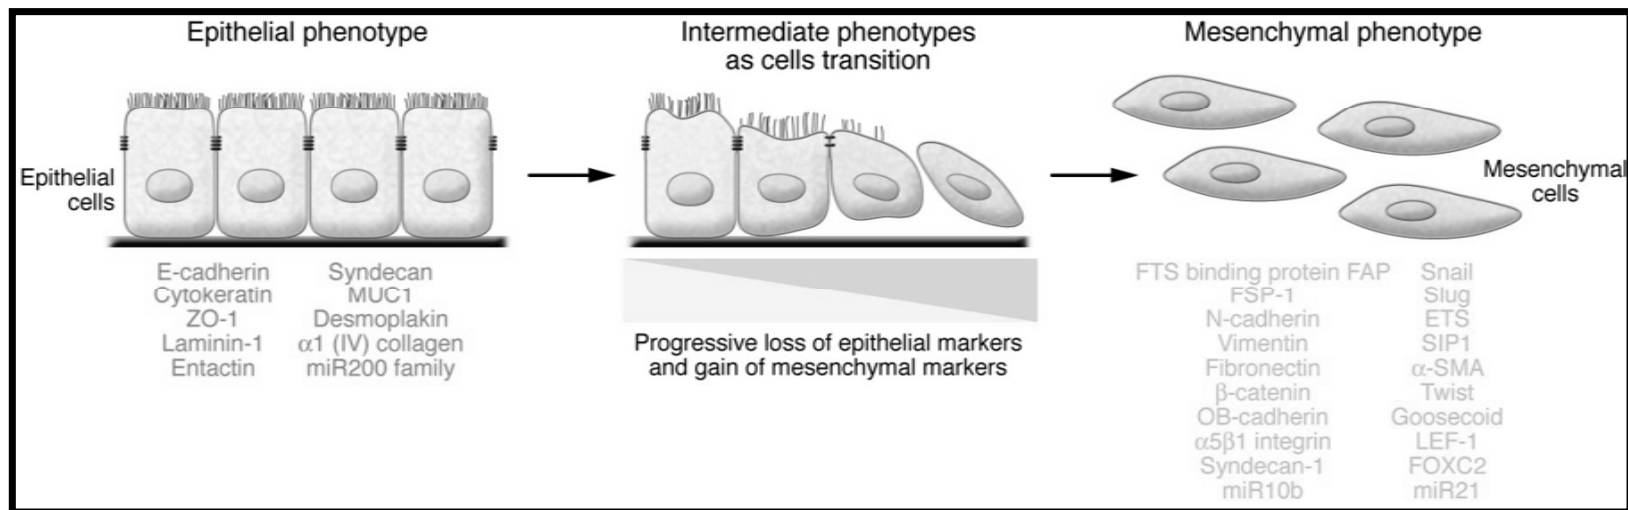 Epithelial phenotype
Intermediate phenotypes
as cells transition
Mesenchymal phenotype
Epithelial
cells
Mesenchymal
cells
E-cadherin
Cytokeratin
ZO-1
Laminin-1
Entactin
Syndecan
MUC1
Desmoplakin
α1 (IV) collagen
miR200 family
Progressive loss of epithelial markers
and gain of mesenchymal markers
FTS binding protein FAP
FSP-1
N-cadherin
Vimentin
Fibronectin
β-catenin
OB-cadherin
α5β1 integrin
Syndecan-1
miR10b
Snail
Slug
ETS
SIP1
α-SMA
Twist
Goosecoid
LEF-1
FOXC2
miR21